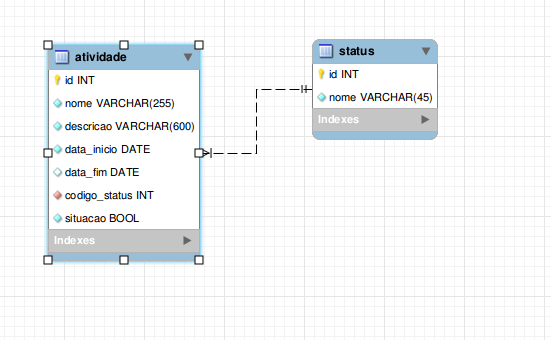 atividade
id INT
nome VARCHAR(255)
descricao VARCHAR(600)
data_inicio DATE
data_fim DATE
codigo_status INT
situacao BOOL
Indexes
status
id INT
nome VARCHAR(45)
Indexes